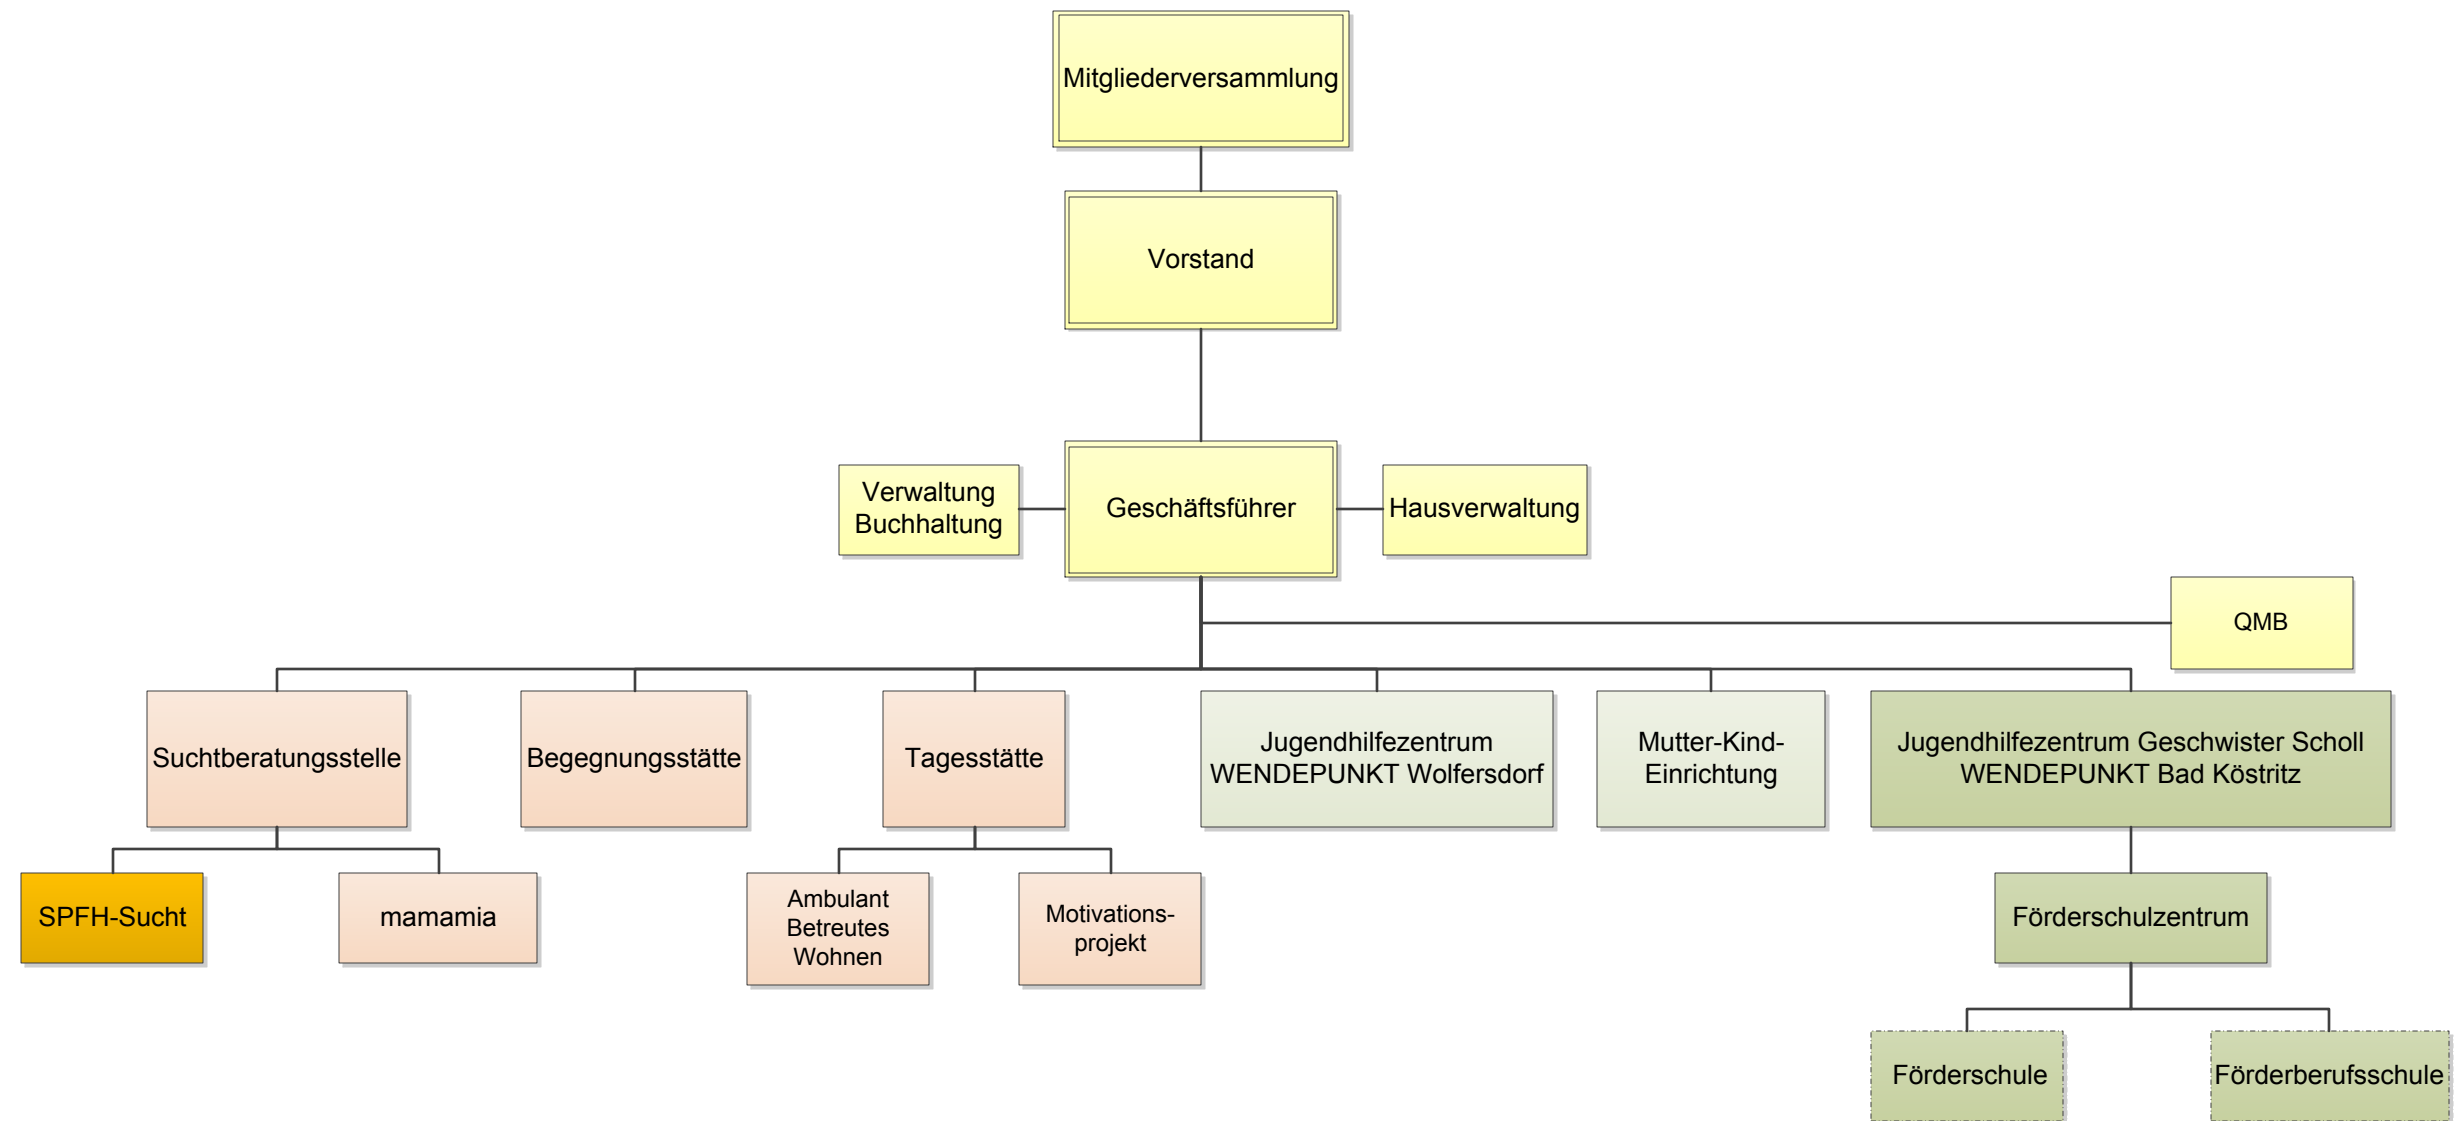 Mitgliederversammlung
Vorstand
Verwaltung
Buchhaltung
Geschäftsführer
Hausverwaltung
QMB
Suchtberatungsstelle
Begegnungsstätte
Tagesstätte
Jugendhilfezentrum
WENDEPUNKT Wolfersdorf
Mutter-Kind-
Einrichtung
Jugendhilfezentrum Geschwister Scholl
WENDEPUNKT Bad Köstritz
SPFH-Sucht
mamamia
Ambulant
Betreutes
Wohnen
Motivations-
projekt
Förderschulzentrum
Förderschule
Förderberufsschule